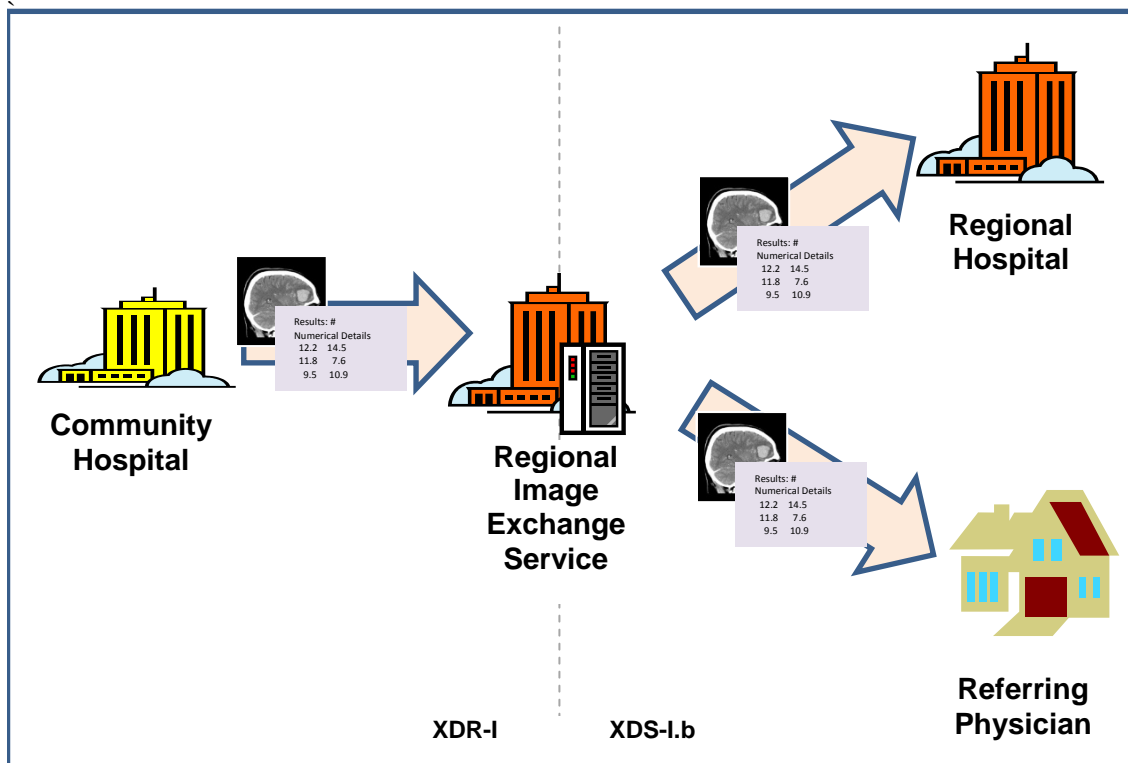 `
Community
Hospital
Results: #
Numerical Details
12.2 14.5
11.8 7.6
9.5 10.9
Regional
Image
Exchange
Service
Results: #
Numerical Details
12.2 14.5
11.8 7.6
9.5 10.9
Regional
Hospital
Results: #
Numerical Details
12.2 14.5
11.8 7.6
9.5 10.9
Referring
Physician
XDR-I
XDS-I.b